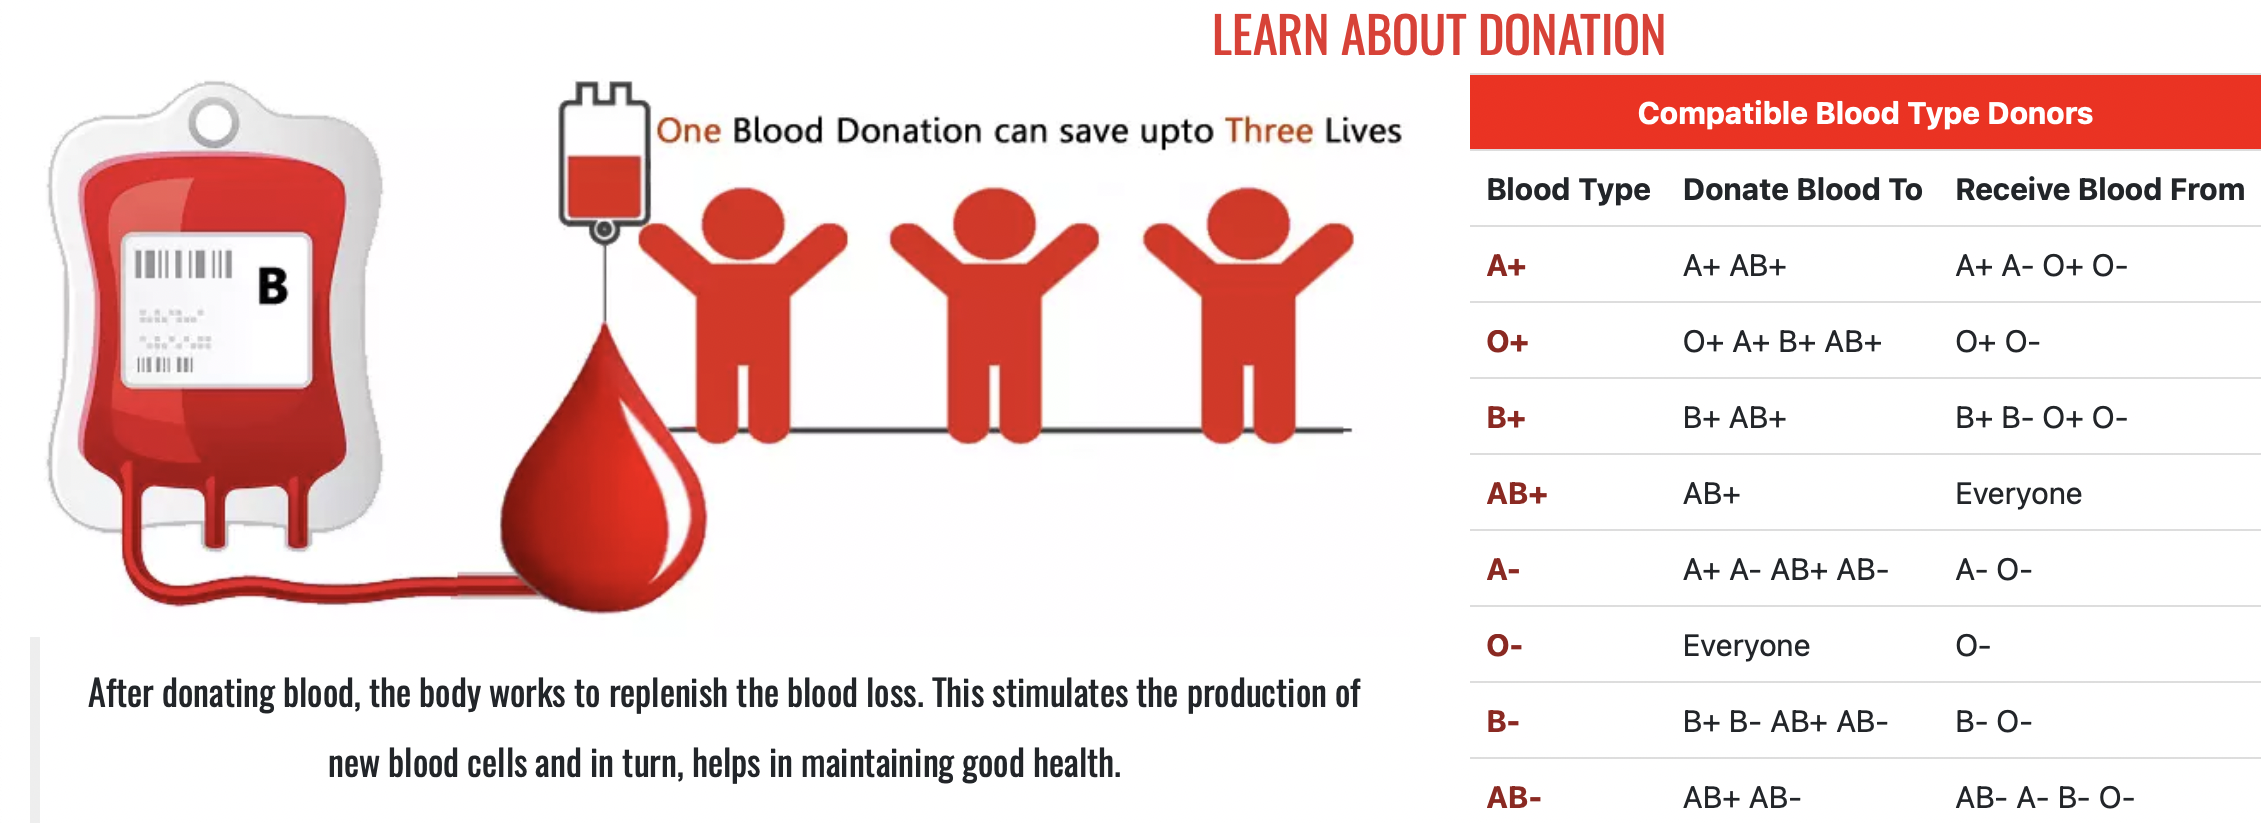 LEARN ABOUT DONATION
B
One Blood Donation can save upto Three Lives
After donating blood, the body works to replenish the blood loss. This stimulates the production of
new blood cells and in turn, helps in maintaining good health.
Compatible Blood Type Donors
Blood Type Donate Blood To Receive Blood From
A+ A+ AB+ A+ A- O+ O-
O+ O+ A+ B+ AB+ O+ O-
B+ B+ AB+ B+ B- O+ O-
AB+ AB+ Everyone
A- A+ A- AB+ AB- A- O-
O- Everyone O-
B- B+ B- AB+ AB- B- O-
AB- AB+ AB- AB- A- B- O-